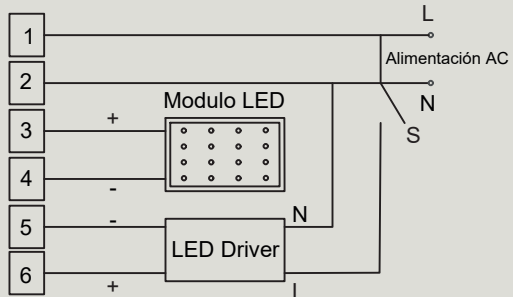 L
1
Alimentación AC
2
N
Modulo LED
3
+
S
4
-
5
-
N
LED Driver
6
+
L